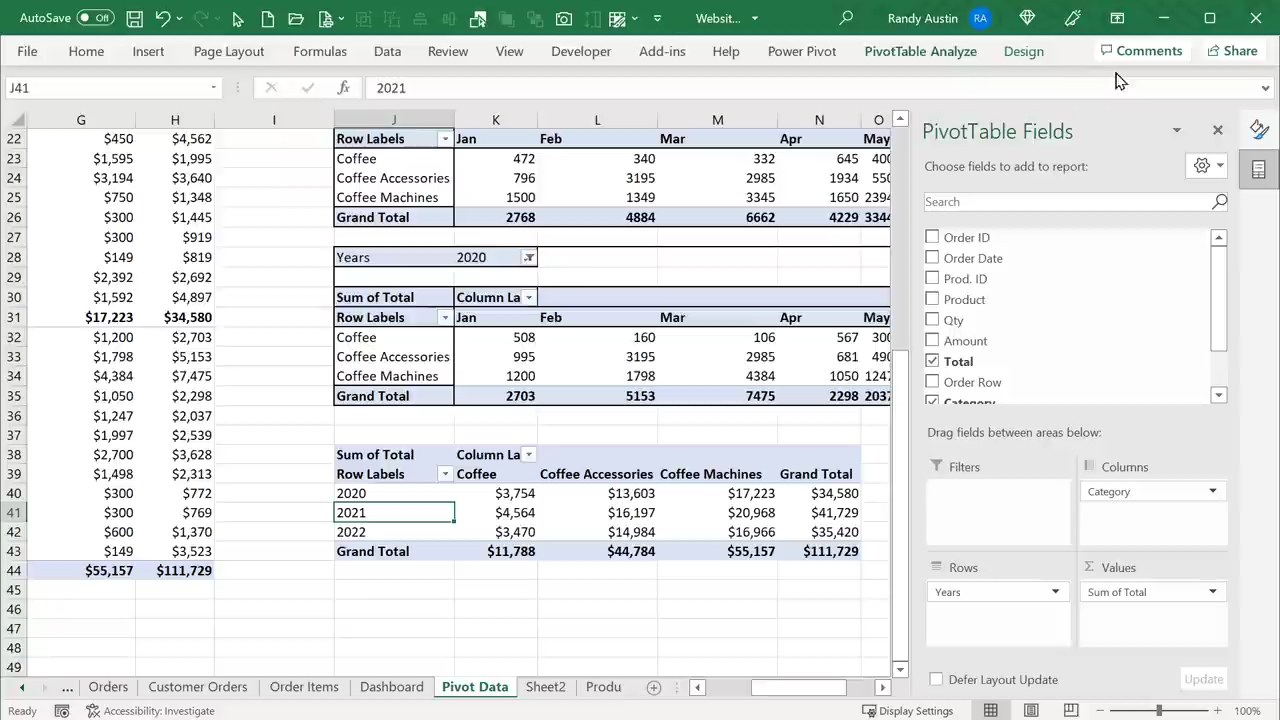 AutoSave Off Websit... Randy Austin RA
File Home Insert Page Layout Formulas Data Review View Developer Add-ins Help Power Pivot PivotTable Analyze Design Comments Share
J41 fx 2021
G H I J K L M N O
22 $450 $4,562 Row Labels Jan Feb Mar Apr May
23 $1,595 $1,995 Coffee 472 340 332 645 400
24 $3,194 $3,640 Coffee Accessories 796 3195 2985 1934 550
25 $750 $1,348 Coffee Machines 1500 1349 3345 1650 2394
26 $300 $1,445 Grand Total 2768 4884 6662 4229 3344
27 $300 $919
28 $149 $819 Years 2020
29 $2,392 $2,692
30 $1,592 $4,897 Sum of Total Column La
31 $17,223 $34,580 Row Labels Jan Feb Mar Apr May
32 $1,200 $2,703 Coffee 508 160 106 567 300
33 $1,798 $5,153 Coffee Accessories 995 3195 2985 681 490
34 $4,384 $7,475 Coffee Machines 1200 1798 4384 1050 1247
35 $1,050 $2,298 Grand Total 2703 5153 7475 2298 2037
36 $1,247 $2,037
37 $1,997 $2,539
38 $2,700 $3,628 Sum of Total Column La
39 $1,498 $2,313 Row Labels Coffee Coffee Accessories Coffee Machines Grand Total
40 $300 $772 2020 $3,754 $13,603 $17,223 $34,580
41 $300 $769 2021 $4,564 $16,197 $20,968 $41,729
42 $600 $1,370 2022 $3,470 $14,984 $16,966 $35,420
43 $149 $3,523 Grand Total $11,788 $44,784 $55,157 $111,729
44 $55,157 $111,729
45
46
47
48
49
PivotTable Fields
Choose fields to add to report:
Search
Order ID
Order Date
Prod. ID
Product
Qty
Amount
Total
Order Row
Category
Drag fields between areas below:
Filters Columns
Category
Rows Values
Years Sum of Total
Defer Layout Update Update
... Orders Customer Orders Order Items Dashboard Pivot Data Sheet2 Produ
Ready Accessibility: Investigate Display Settings 100%